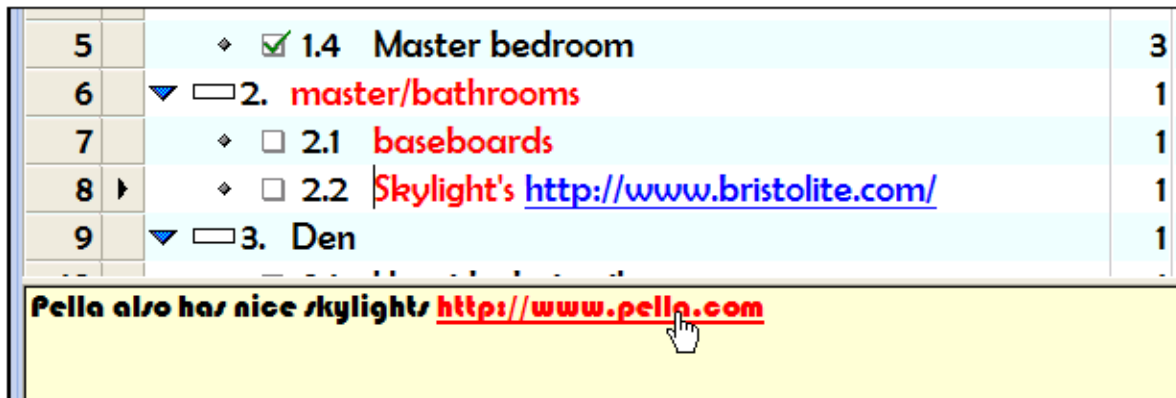 5 1.4 Master bedroom 3
6 2. master/bathrooms 1
7 2.1 baseboards 1
8 2.2 Skylight's http://www.bristolite.com/ 1
9 3. Den 1
Pella also has nice skylights http://www.pella.com